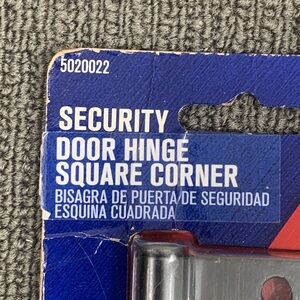 5020022
SECURITY
DOOR HINGE
SQUARE CORNER
BISAGRA DE PUERTA DE SEGURIDAD
ESQUINA CUADRADA